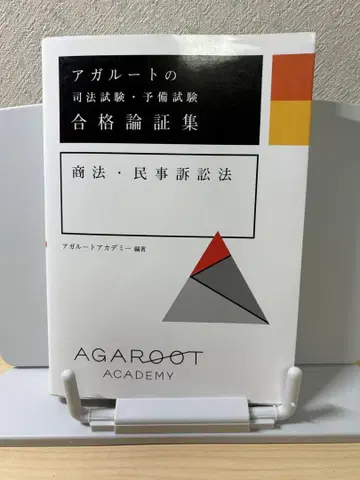 アガルートの
司法試験・予備試験
合格論証集
商法・民事訴訟法
アガルートアカデミー 編著
AGAROOT
ACADEMY